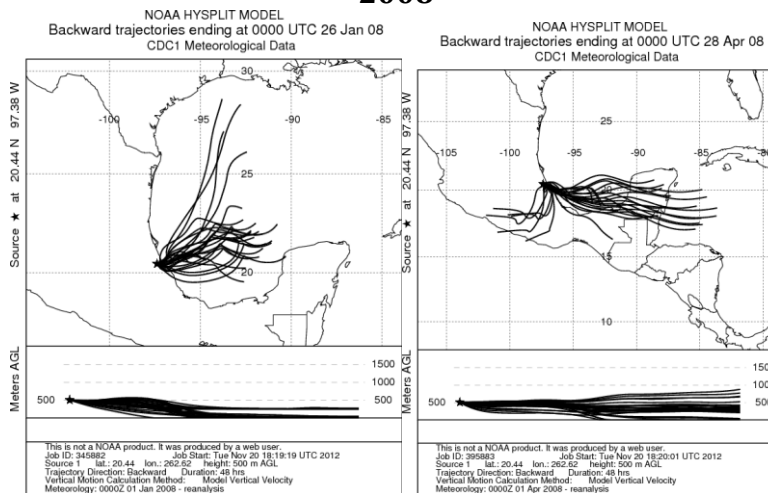 2008
NOAA HYSPLIT MODEL
Backward trajectories ending at 0000 UTC 26 Jan 08
CDC1 Meteorological Data
Source ★ at 20.44 N 97.38 W
30
-100
-95
-90
-85
25
20
Meters AGL
500
1500
1000
500
This is not a NOAA product. It was produced by a web user.
Job ID: 345882 Job Start: Tue Nov 20 18:19:19 UTC 2012
Source 1 lat.: 20.44 lon.: 262.62 height: 500 m AGL
Trajectory Direction: Backward Duration: 48 hrs
Vertical Motion Calculation Method: Model Vertical Velocity
Meteorology: 0000Z 01 Jan 2008 - reanalysis
NOAA HYSPLIT MODEL
Backward trajectories ending at 0000 UTC 28 Apr 08
CDC1 Meteorological Data
Source ★ at 20.44 N 97.38 W
25
-105
-100
-95
-90
-85
-80
15
10
Meters AGL
500
150
100
500
This is not a NOAA product. It was produced by a web user.
Job ID: 395883 Job Start: Tue Nov 20 18:20:01 UTC 2012
Source 1 lat.: 20.44 lon.: 262.62 height: 500 m AGL
Trajectory Direction: Backward Duration: 48 hrs
Vertical Motion Calculation Method: Model Vertical Velocity
Meteorology: 0000Z 01 Apr 2008 - reanalysis